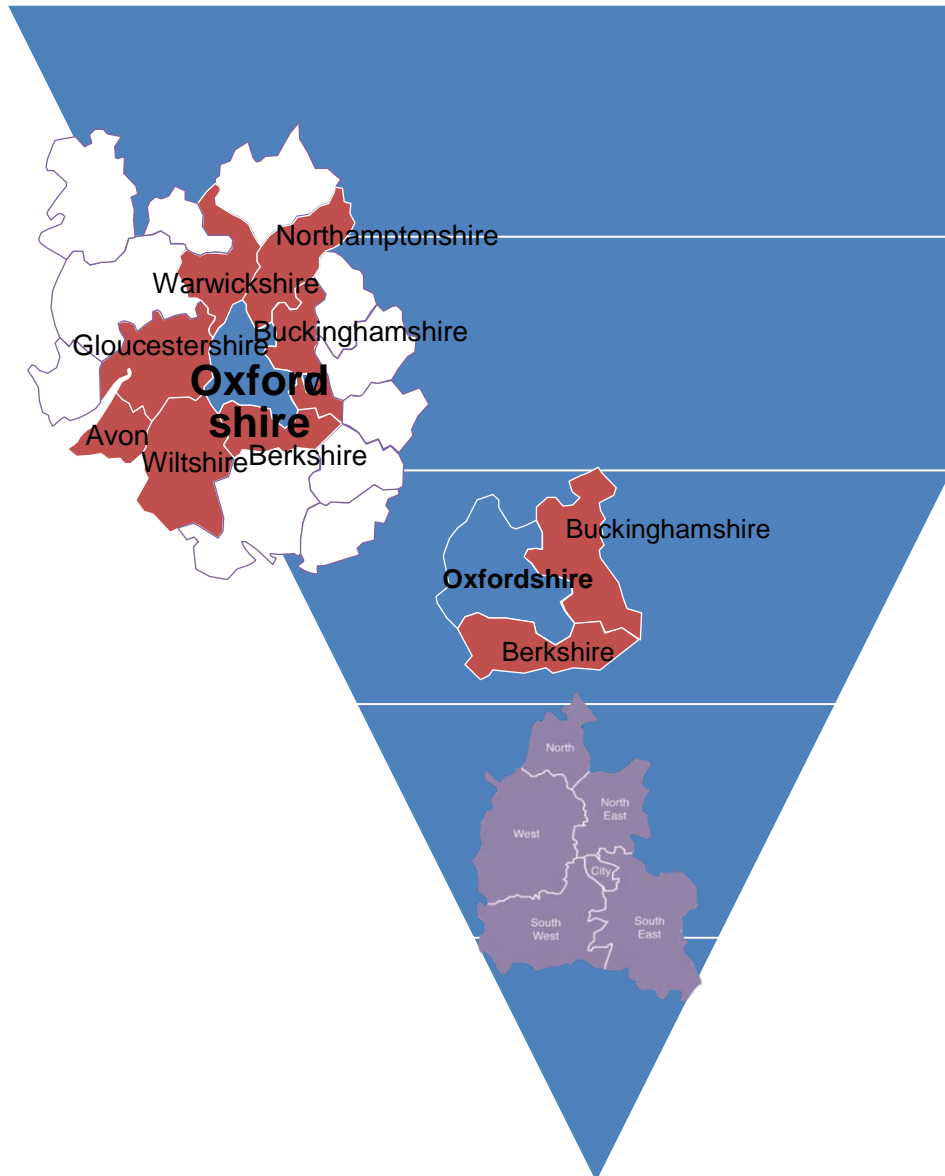 Northamptonshire
Warwickshire
Buckinghamshire
Gloucestershire
Oxford
shire
Avon
Wiltshire
Berkshire
Buckinghamshire
Oxfordshire
Berkshire
North
North
East
West
City
South
West
South
East